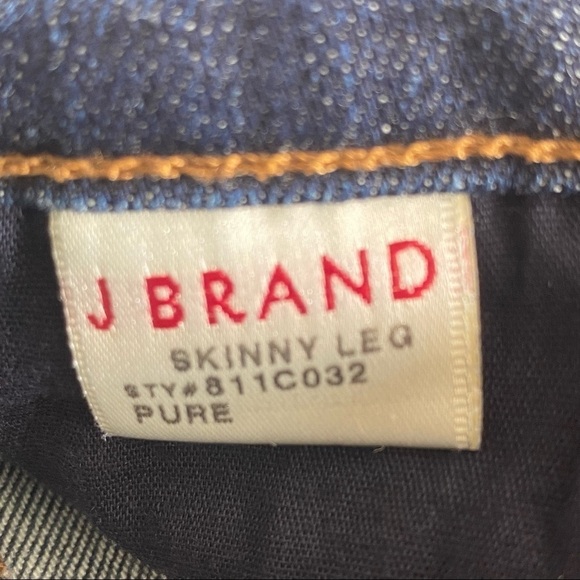 J BRAND
SKINNY LEG
STY#811C032
PURE